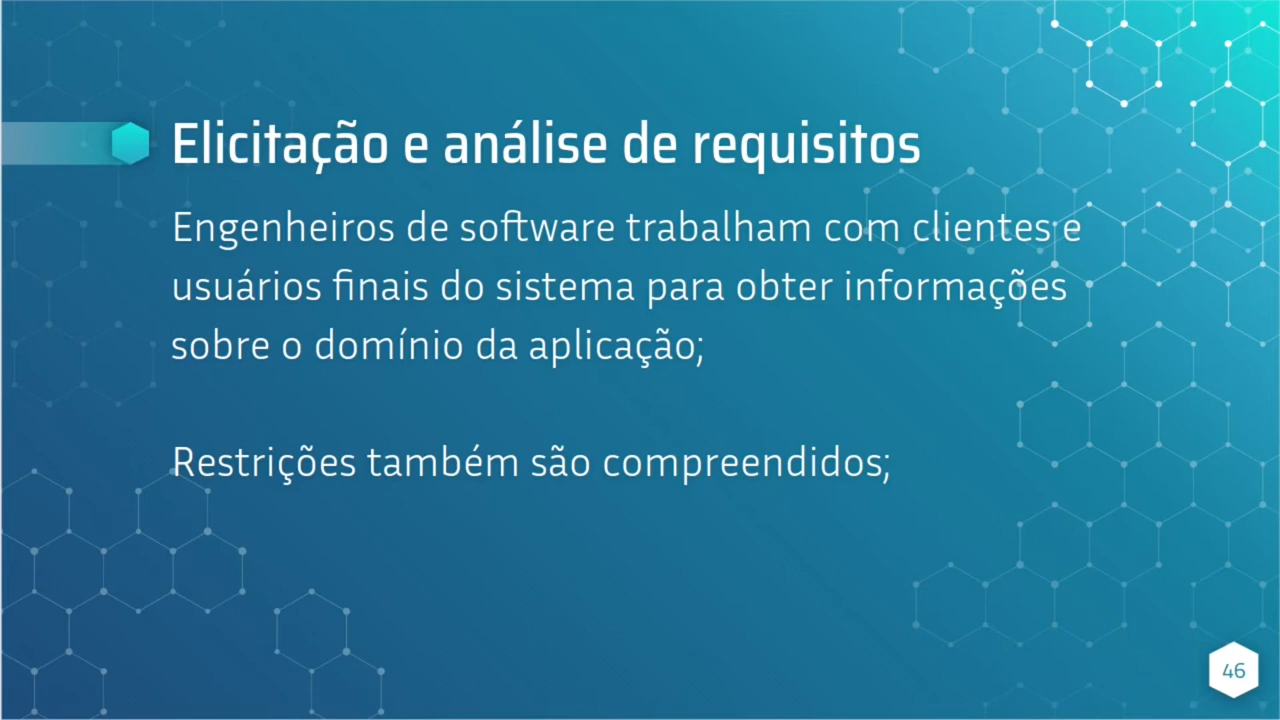 Elicitação e análise de requisitos
Engenheiros de software trabalham com clientes e
usuários finais do sistema para obter informações
sobre o domínio da aplicação;
Restrições também são compreendidos;
46